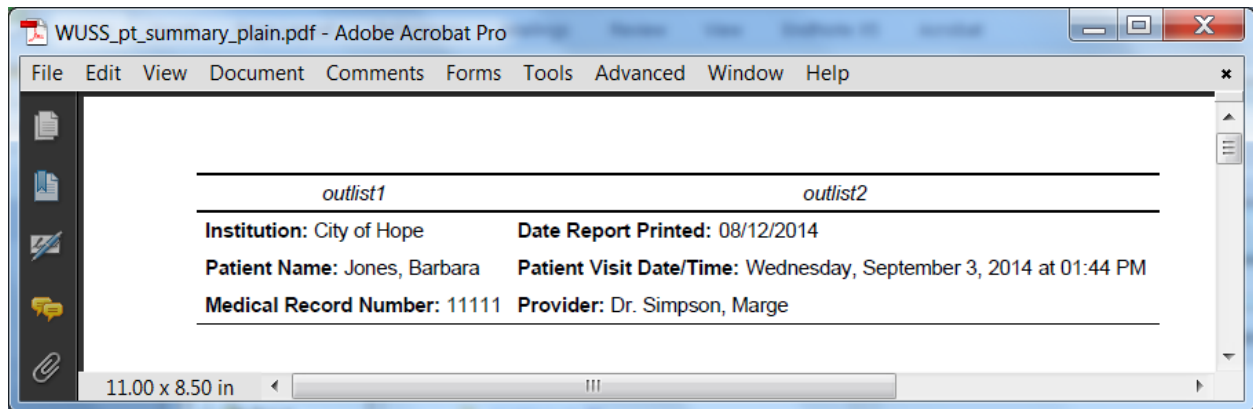 WUSS_pt_summary_plain.pdf - Adobe Acrobat Pro
File Edit View Document Comments Forms Tools Advanced Window Help
outlist1 outlist2
Institution: City of Hope Date Report Printed: 08/12/2014
Patient Name: Jones, Barbara Patient Visit Date/Time: Wednesday, September 3, 2014 at 01:44 PM
Medical Record Number: 11111 Provider: Dr. Simpson, Marge
11.00 x 8.50 in